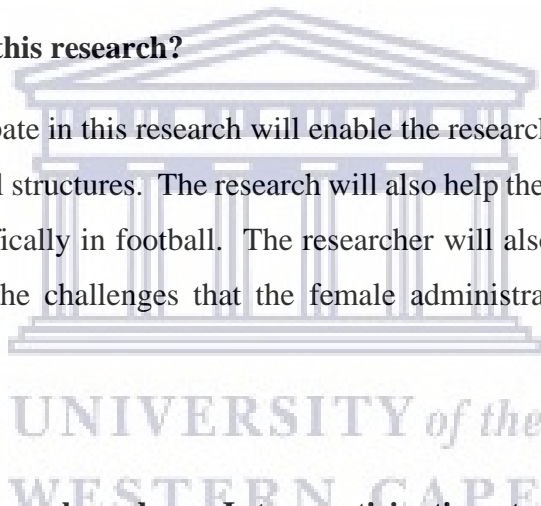 this research?
pate in this research will enable the research
l structures. The research will also help the
fically in football. The researcher will also
he challenges that the female administra
UNIVERSITY of the
WESTERN CAPE